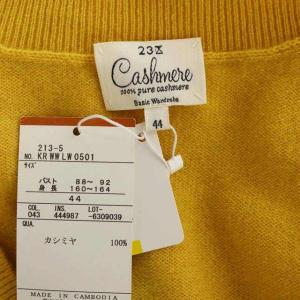 23区
Cashmere
100% pure cashmere
Basic Wardrobe
44
213-5
NO. KRWWLW0501
サイズ
バスト 88～ 92
身 長 160～164
44
COL. INS. LOT-
043 444987 -6309039
QUA.
カシミヤ 100%
MADE IN CAMBODIA